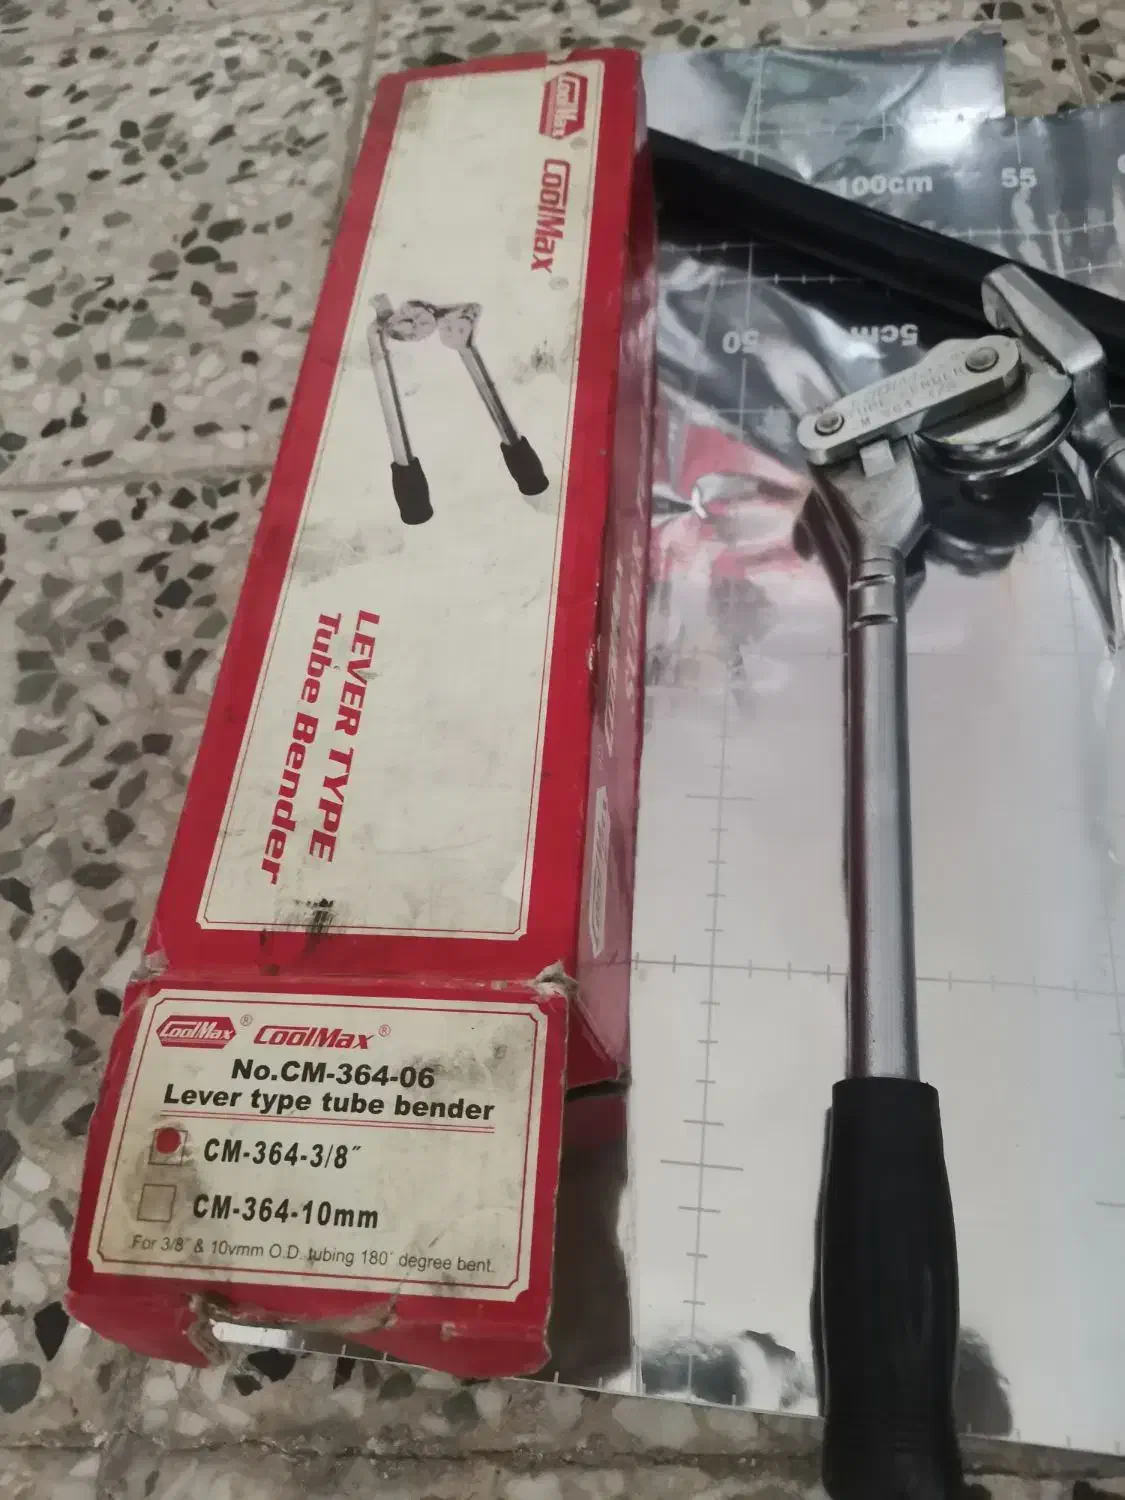 CoolMax
CoolMax®
LEVER TYPE
Tube Bender
CoolMax® CoolMax®
No.CM-364-06
Lever type tube bender
CM-364-3/8"
CM-364-10mm
For 3/8" & 10vmm O.D. tubing 180° degree bent.
100cm
55
50
5cm